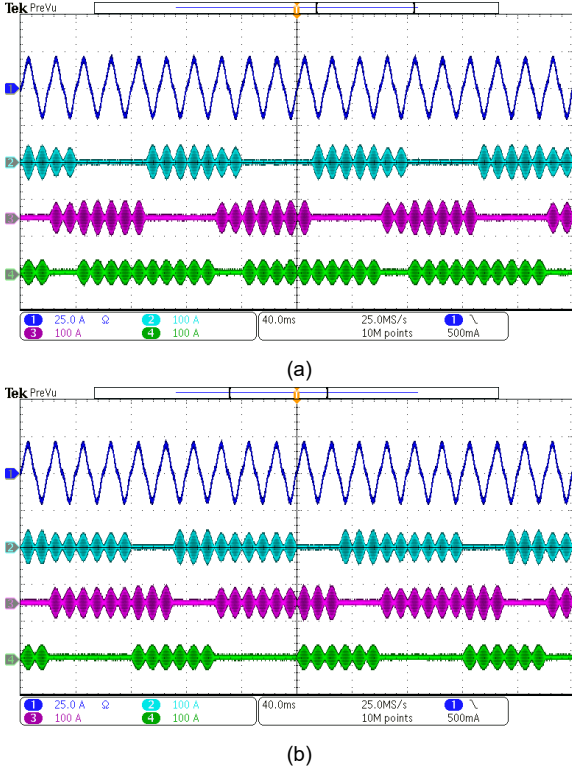 Tek PreVu
T
1
2
3
4
1 25.0 A Ω 2 100 A
3 100 A 4 100 A
40.0ms 25.0MS/s 1 \
10M points 500mA
(a)
Tek PreVu
T
1
2
3
4
1 25.0 A Ω 2 100 A
3 100 A 4 100 A
40.0ms 25.0MS/s 1 \
10M points 500mA
(b)